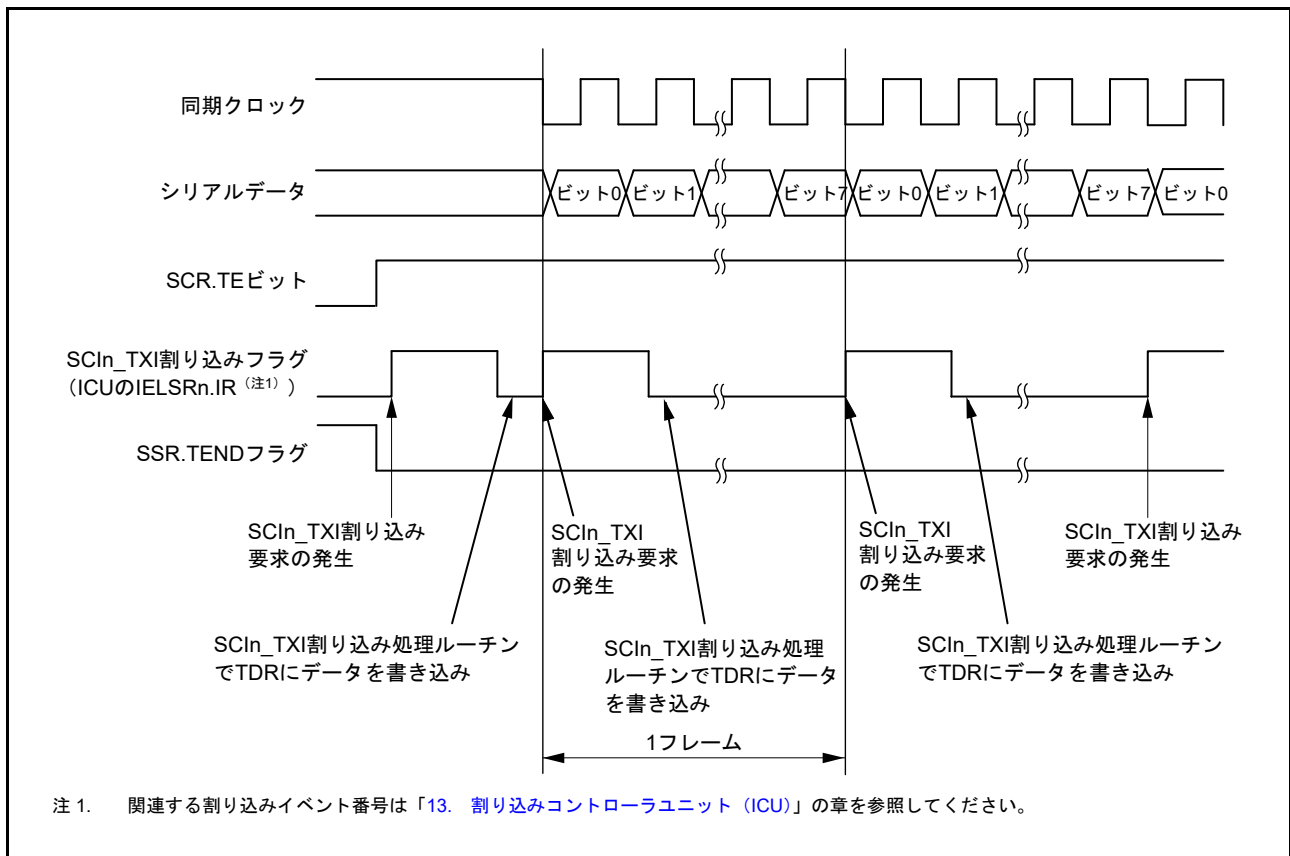 同期クロック
シリアルデータ
ビット0
ビット1
ビット7
ビット0
ビット1
ビット7
ビット0
SCR.TEビット
SCIn_TXI割り込みフラグ
(ICUのIELSRn.IR(注1))
SSR.TENDフラグ
SCIn_TXI割り込み
要求の発生
SCIn_TXI
割り込み要求
の発生
SCIn_TXI
割り込み要求
の発生
SCIn_TXI割り込み
要求の発生
SCIn_TXI割り込み処理ルーチン
でTDRにデータを書き込み
SCIn_TXI割り込み処理
ルーチンでTDRにデータ
を書き込み
SCIn_TXI割り込み処理ルーチン
でTDRにデータを書き込み
1フレーム
注 1. 関連する割り込みイベント番号は「13. 割り込みコントローラユニット（ICU）」の章を参照してください。